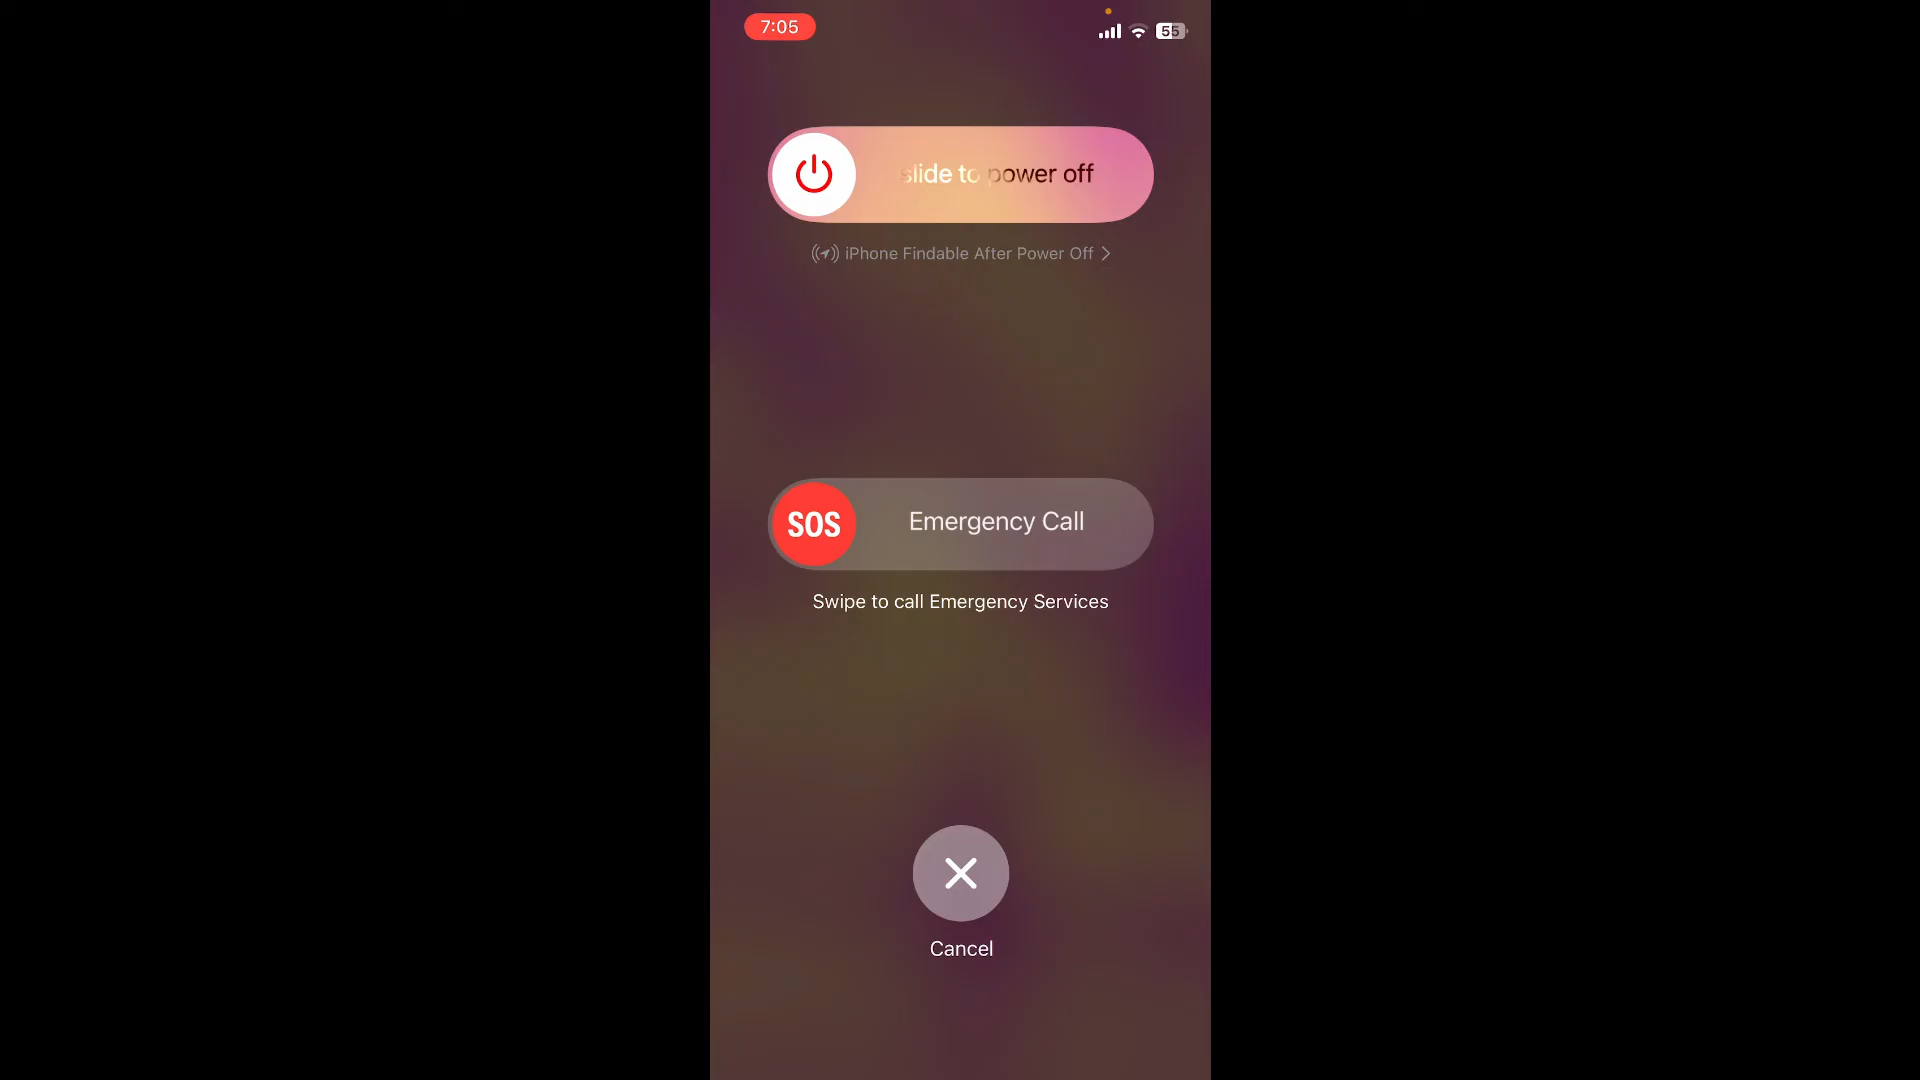 7:05
55
slide to power off
iPhone Findable After Power Off
SOS
Emergency Call
Swipe to call Emergency Services
Cancel